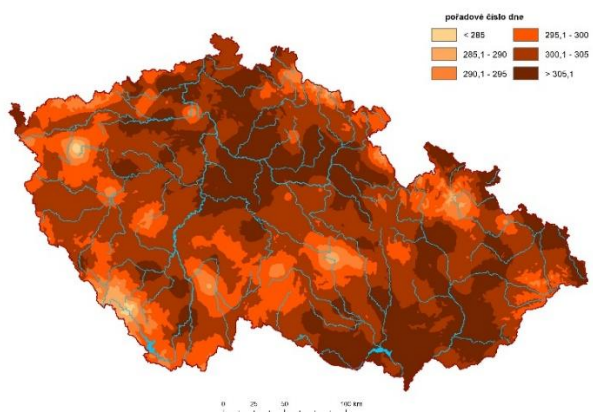 pořadové číslo dne
< 285
285,1 - 290
290,1 - 295
295,1 - 300
300,1 - 305
> 305,1
0 25 50 100 km